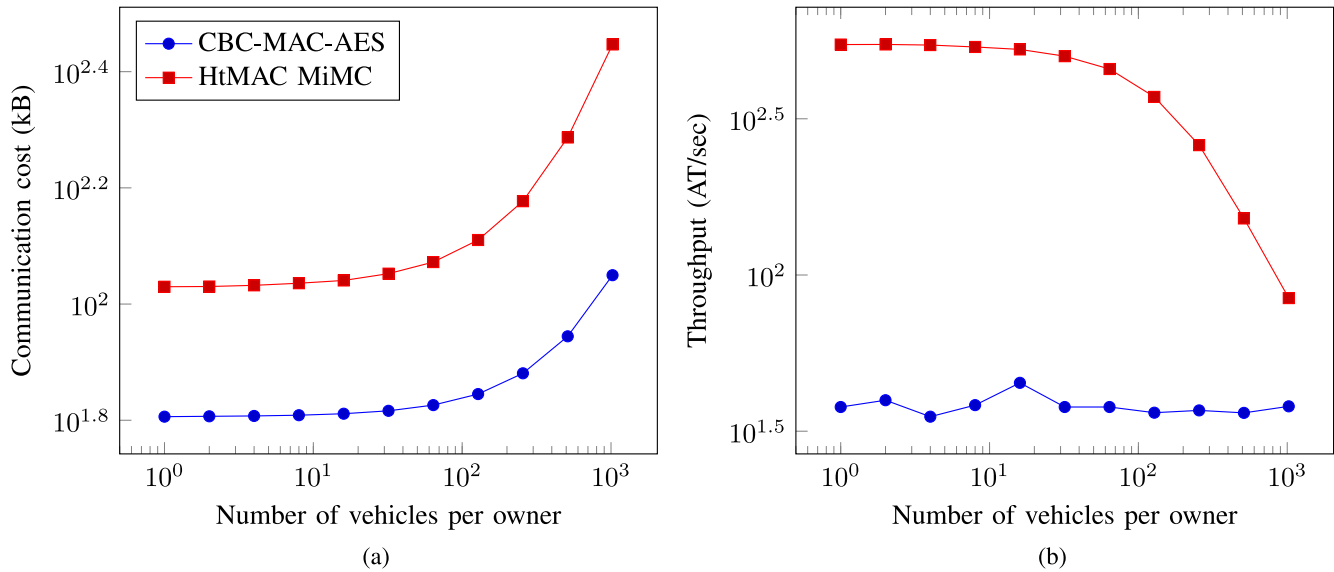 CBC-MAC-AES
HtMAC MiMC
Communication cost (kB)
10^2.4
10^2.2
10^2
10^1.8
10^0 10^1 10^2 10^3
Number of vehicles per owner
(a)
Throughput (AT/sec)
10^2.5
10^2
10^1.5
10^0 10^1 10^2 10^3
Number of vehicles per owner
(b)